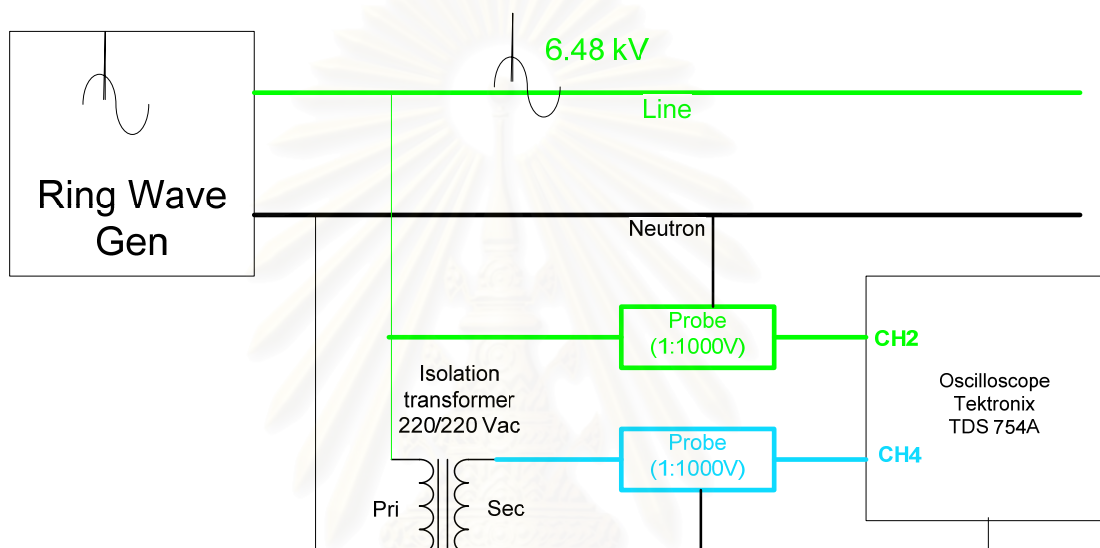 6.48 kV
Line
Ring Wave
Gen
Neutron
Probe
(1:1000V)
CH2
Isolation
transformer
220/220 Vac
Oscilloscope
Tektronix
TDS 754A
Probe
(1:1000V)
CH4
Pri
Sec